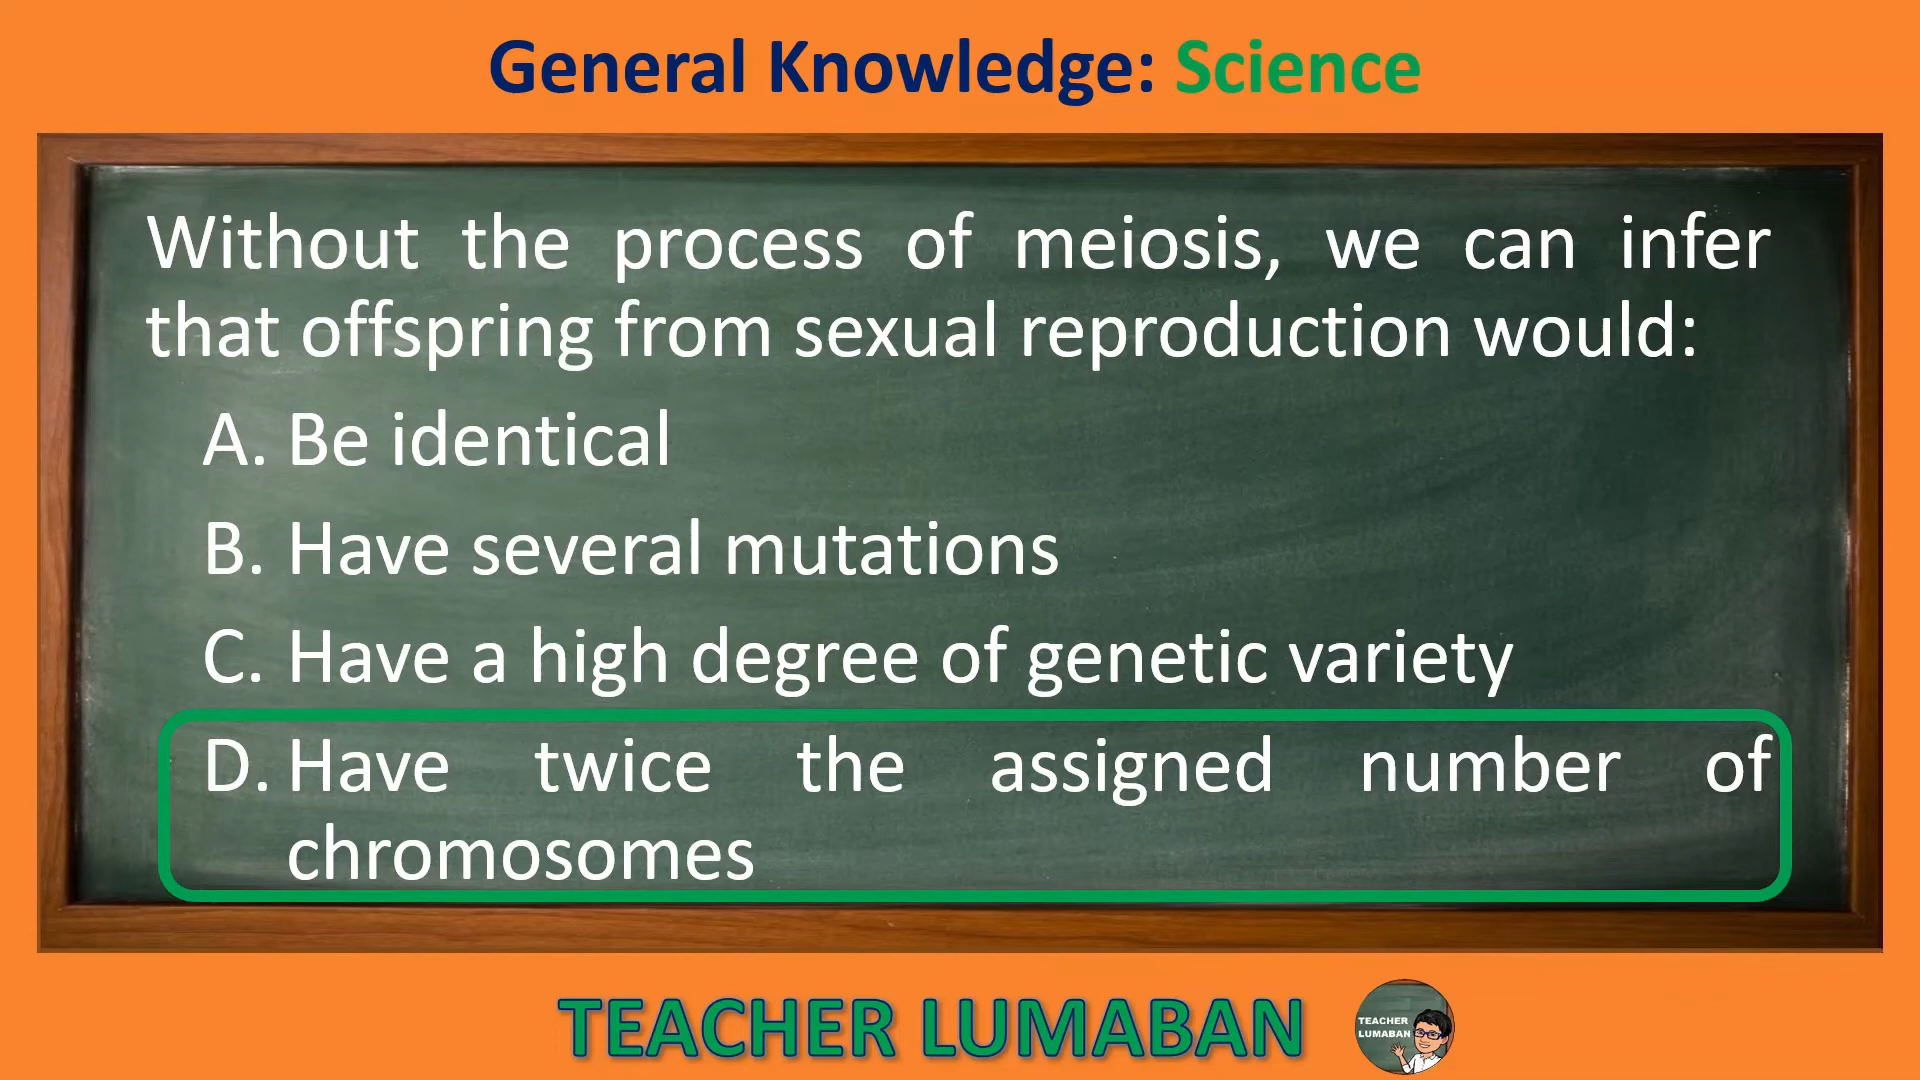 General Knowledge: Science
Without the process of meiosis, we can infer
that offspring from sexual reproduction would:
A. Be identical
B. Have several mutations
C. Have a high degree of genetic variety
D. Have twice the assigned number of
chromosomes
TEACHER LUMABAN
TEACHER
LUMABAN